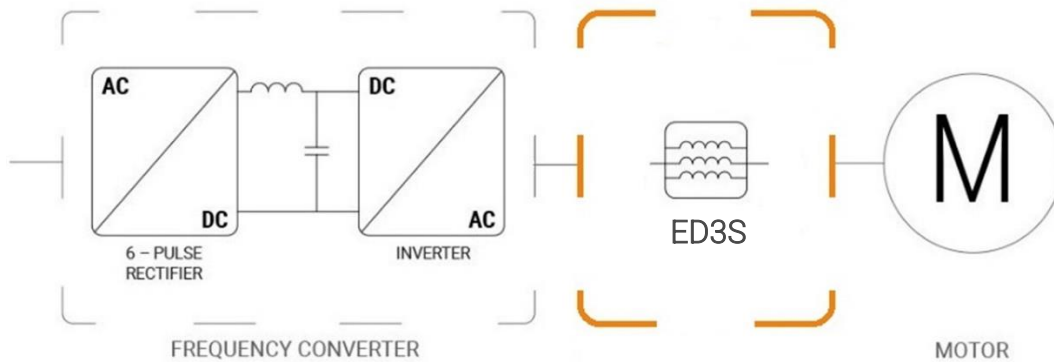 AC
DC
6 – PULSE
RECTIFIER
DC
AC
INVERTER
FREQUENCY CONVERTER
ED3S
M
MOTOR